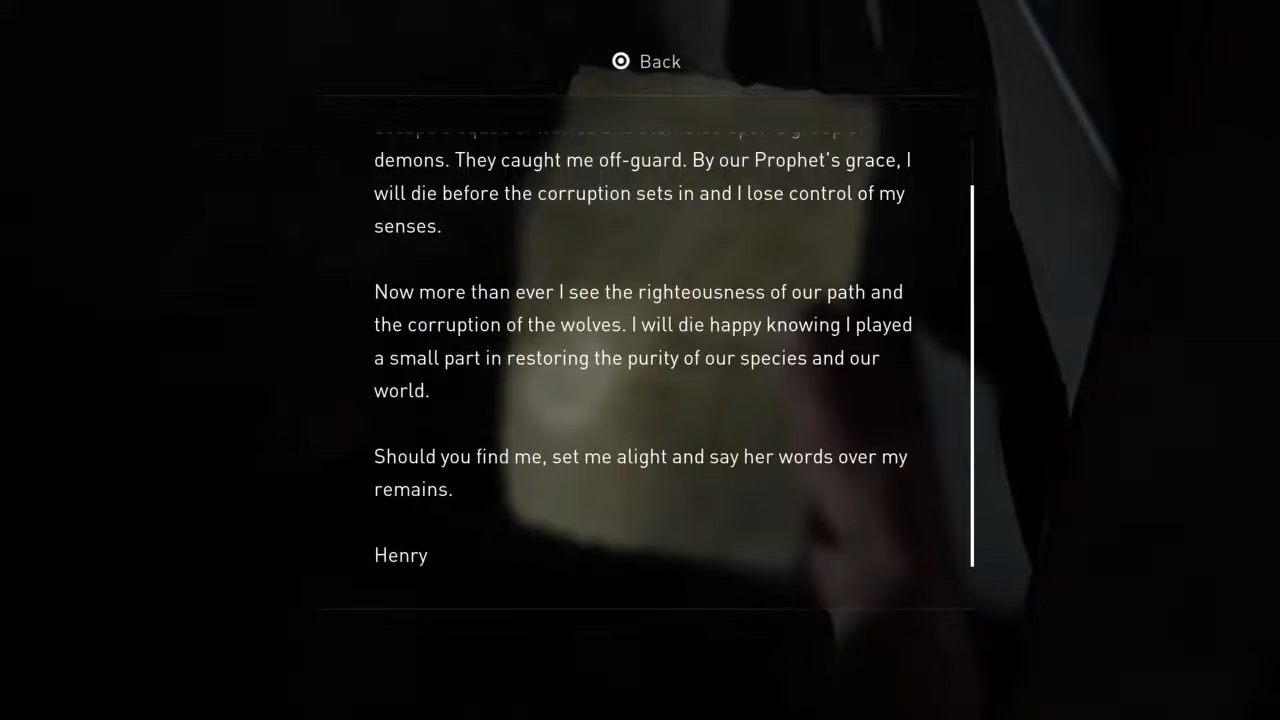 Back
demons. They caught me off-guard. By our Prophet's grace, I
will die before the corruption sets in and I lose control of my
senses.
Now more than ever I see the righteousness of our path and
the corruption of the wolves. I will die happy knowing I played
a small part in restoring the purity of our species and our
world.
Should you find me, set me alight and say her words over my
remains.
Henry